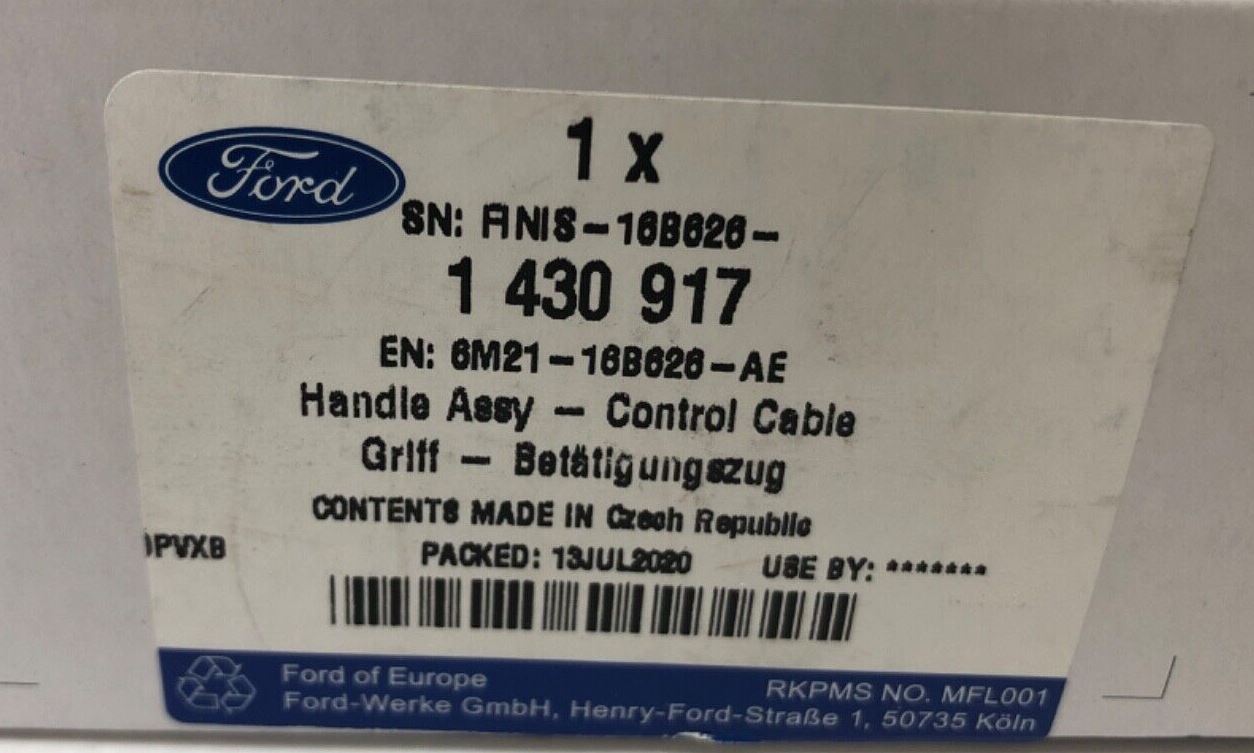 Ford
1 x
SN: ANIS-16B626-
1 430 917
EN: 6M21-16B626-AE
Handle Assy - Control Cable
Griff - Betätigungszug
CONTENTS MADE IN Czech Republic
PVXB
PACKED: 13JUL2020 USE BY: *******
Ford of Europe
RKPMS NO. MFL001
Ford-Werke GmbH, Henry-Ford-Straße 1, 50735 Köln